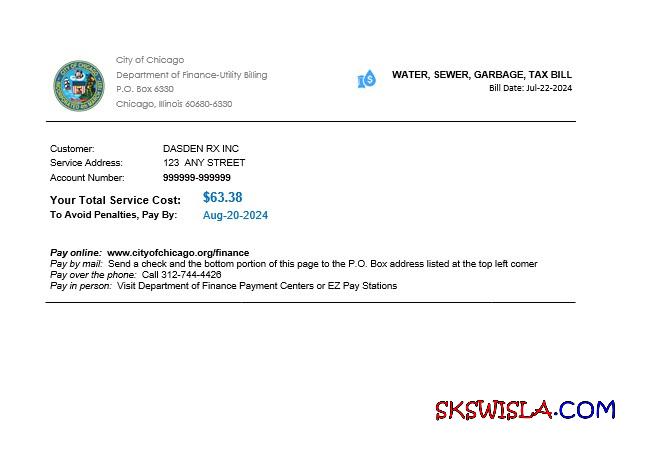 City of Chicago
Department of Finance-Utility Billing
P.O. Box 6330
Chicago, Illinois 60680-6330
WATER, SEWER, GARBAGE, TAX BILL
Bill Date: Jul-22-2024
Customer: DASDEN RX INC
Service Address: 123 ANY STREET
Account Number: 999999-999999
Your Total Service Cost: $63.38
To Avoid Penalties, Pay By: Aug-20-2024
Pay online: www.cityofchicago.org/finance
Pay by mail: Send a check and the bottom portion of this page to the P.O. Box address listed at the top left corner
Pay over the phone: Call 312-744-4426
Pay in person: Visit Department of Finance Payment Centers or EZ Pay Stations
SKSWISLA.COM